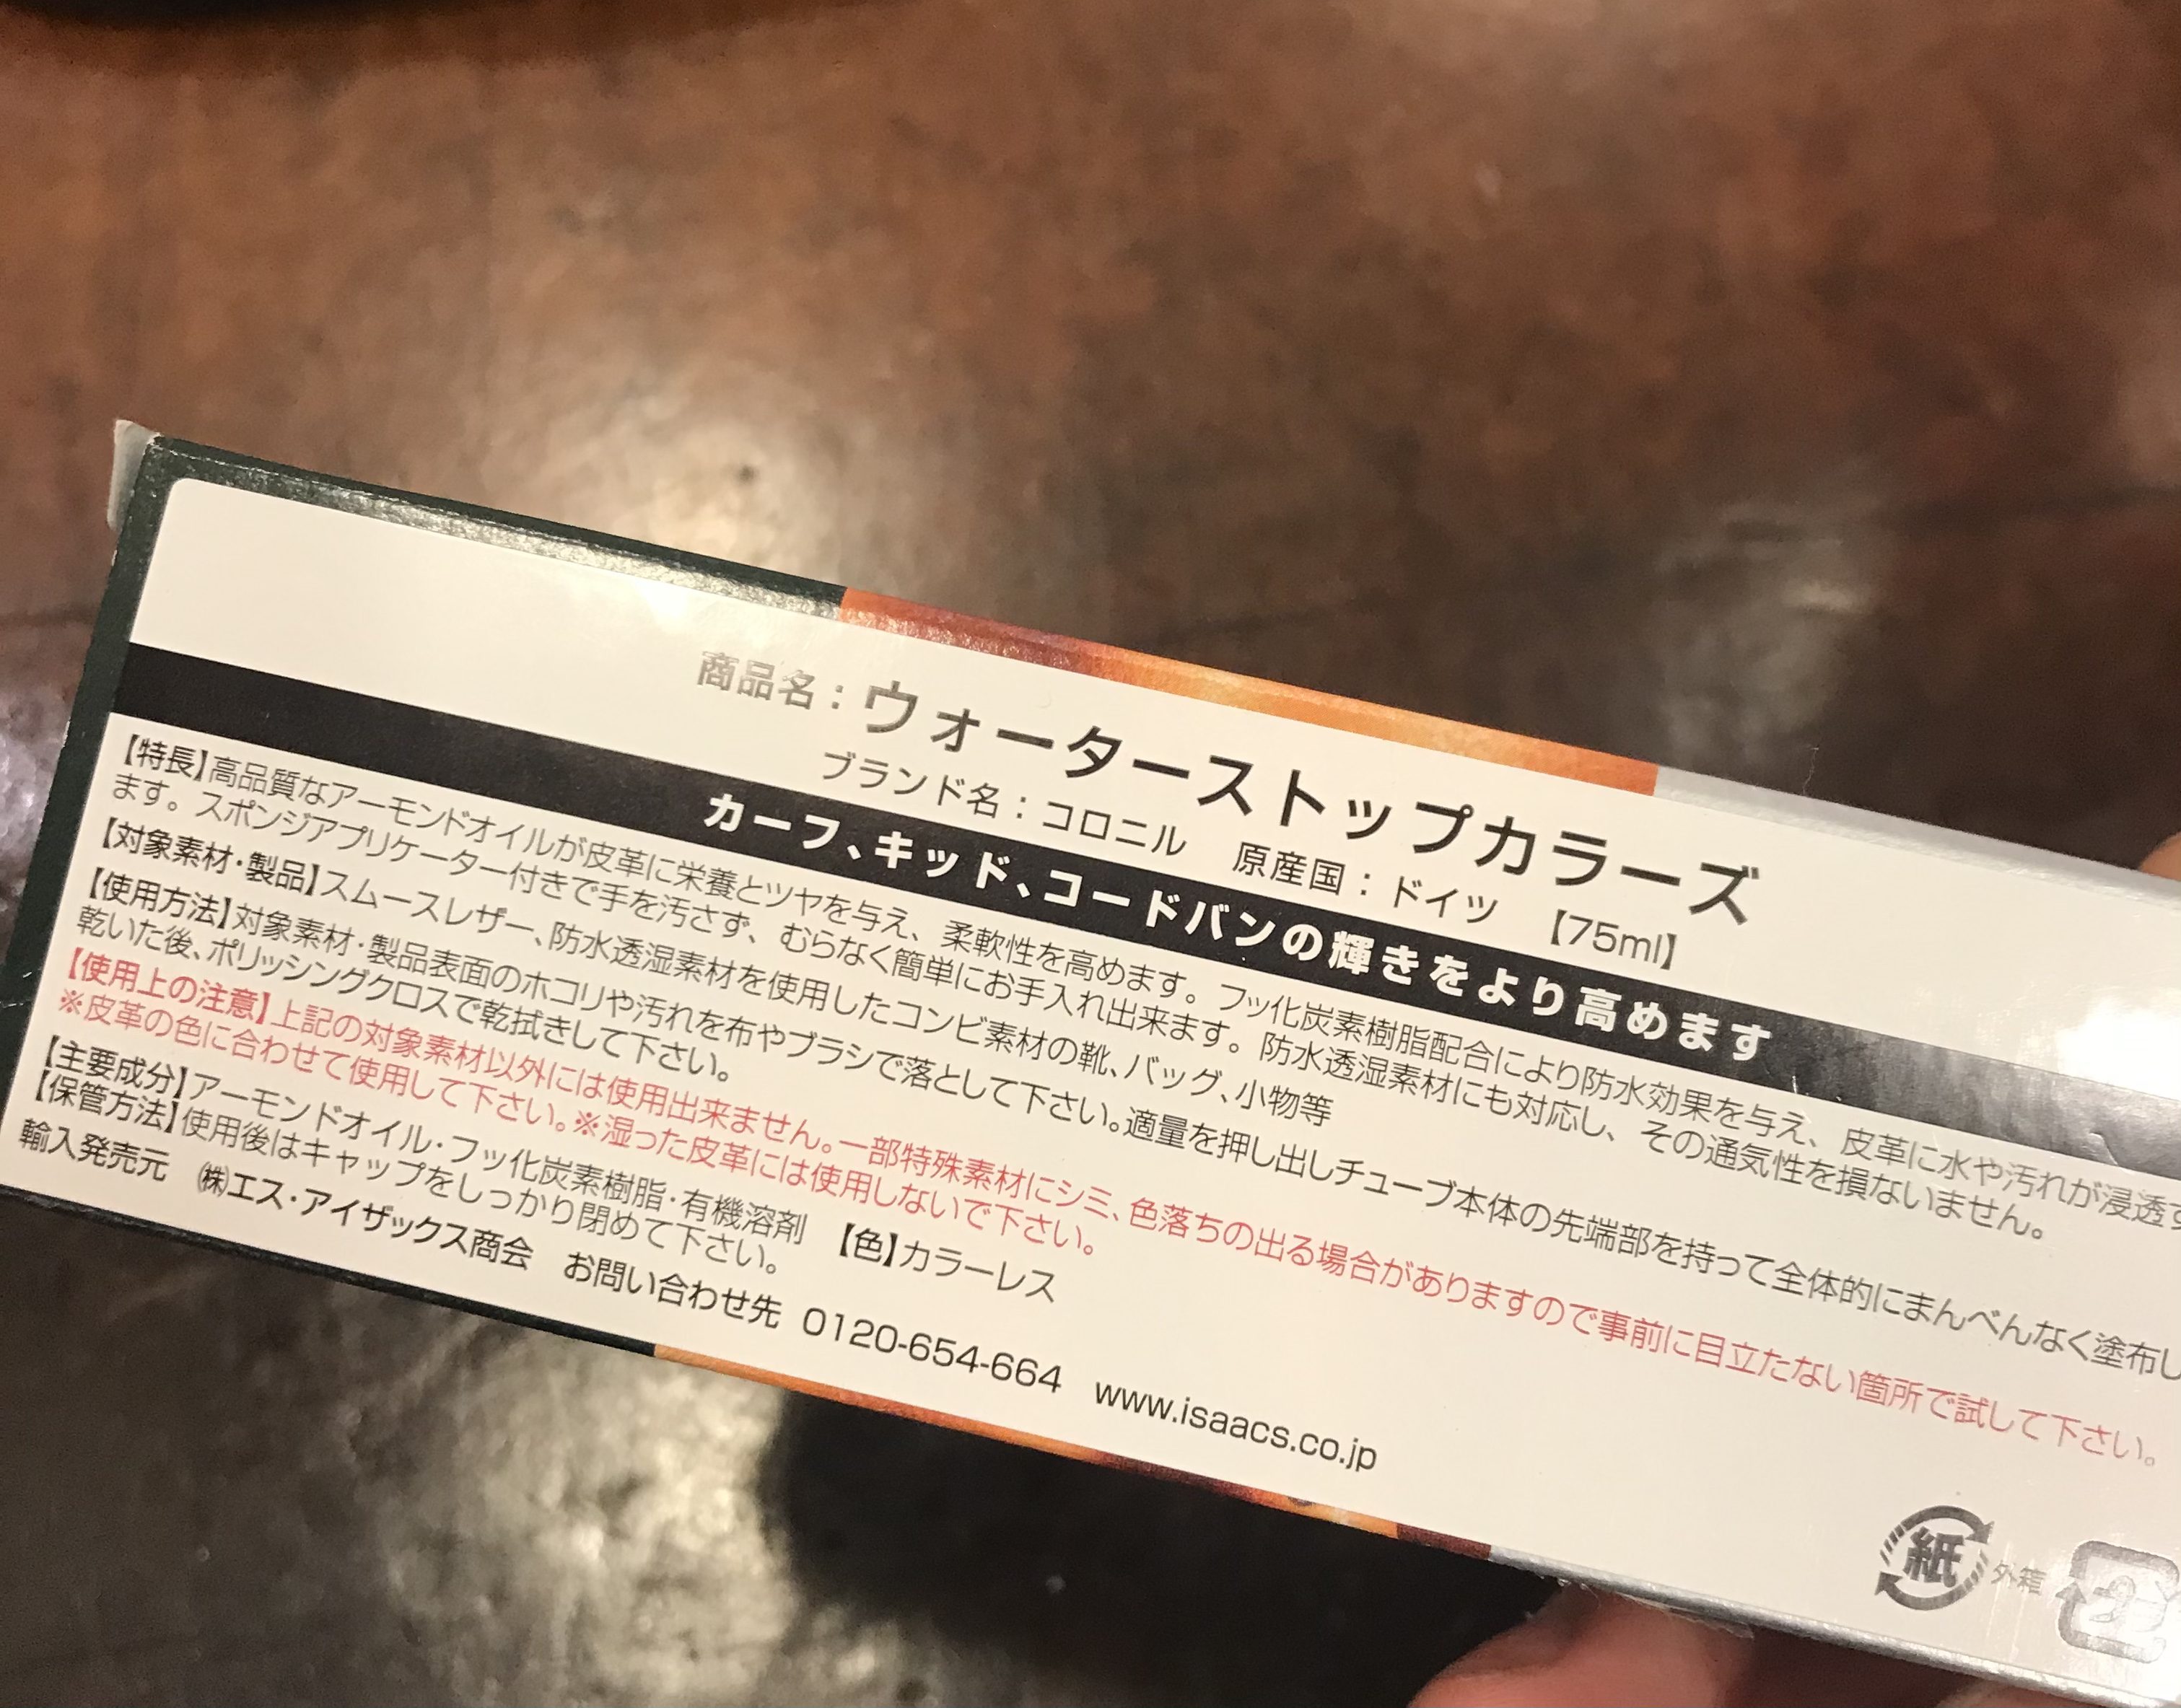 商品名：ウォーターストップカラーズ
ブランド名：コロニル　原産国：ドイツ　【75ml】
カーフ、キッド、コードバンの輝きをより高めます
【特長】高品質なアーモンドオイルが皮革に栄養とツヤを与え、柔軟性を高めます。フッ化炭素樹脂配合により防水効果を与え、皮革に水や汚れが浸透す
ます。スポンジアプリケーター付きで手を汚さず、むらなく簡単にお手入れ出来ます。防水透湿素材にも対応し、その通気性を損ないません。
【対象素材・製品】スムースレザー、防水透湿素材を使用したコンビ素材の靴、バッグ、小物等
【使用方法】対象素材・製品表面のホコリや汚れを布やブラシで落として下さい。適量を押し出しチューブ本体の先端部を持って全体的にまんべんなく塗布し
乾いた後、ポリッシングクロスで乾拭きして下さい。
【使用上の注意】上記の対象素材以外には使用出来ません。一部特殊素材にシミ、色落ちの出る場合がありますので事前に目立たない箇所で試して下さい。
※皮革の色に合わせて使用して下さい。※湿った皮革には使用しないで下さい。
【主要成分】アーモンドオイル・フッ化炭素樹脂・有機溶剤　【色】カラーレス
【保管方法】使用後はキャップをしっかり閉めて下さい。
輸入発売元　㈱エス・アイザックス商会　お問い合わせ先　0120-654-664　www.isaacs.co.jp
紙 外箱